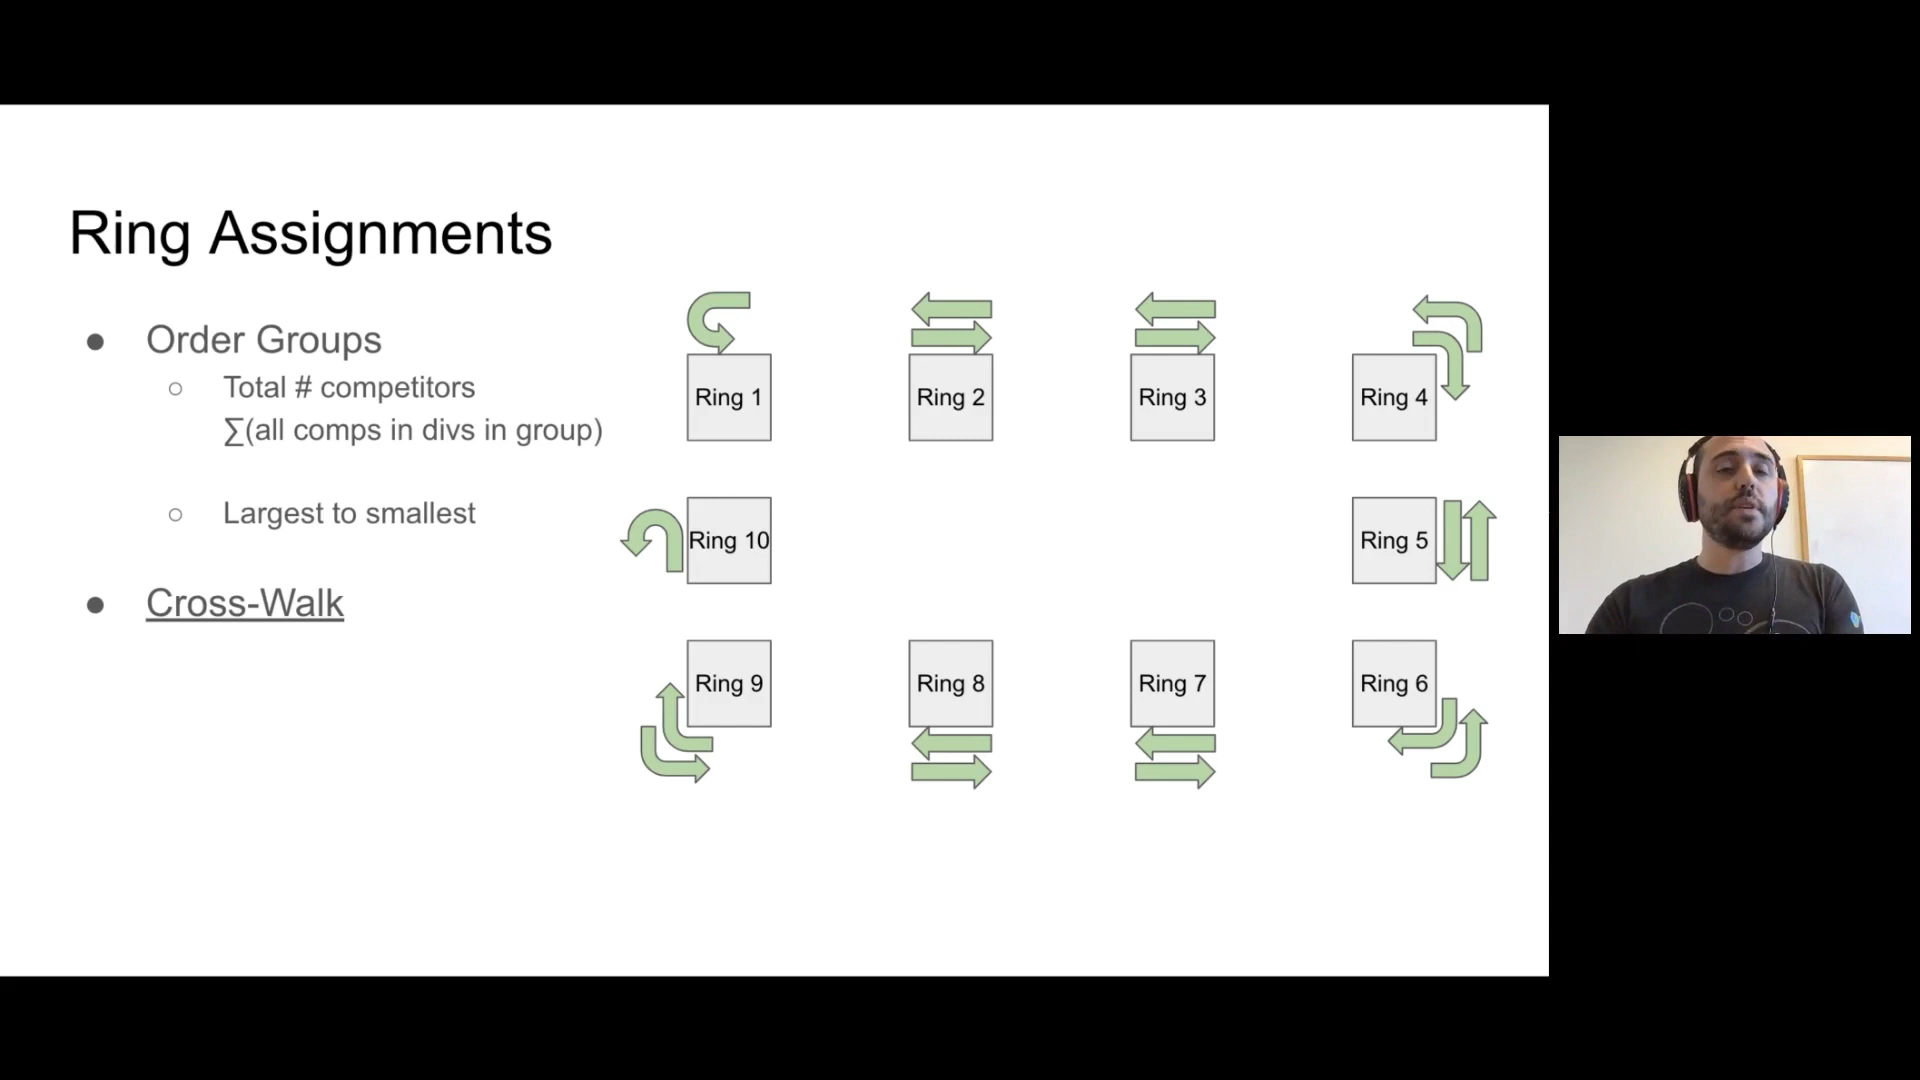 Ring Assignments
● Order Groups
○ Total # competitors
∑(all comps in divs in group)
○ Largest to smallest
● Cross-Walk
Ring 1
Ring 2
Ring 3
Ring 4
Ring 10
Ring 5
Ring 9
Ring 8
Ring 7
Ring 6